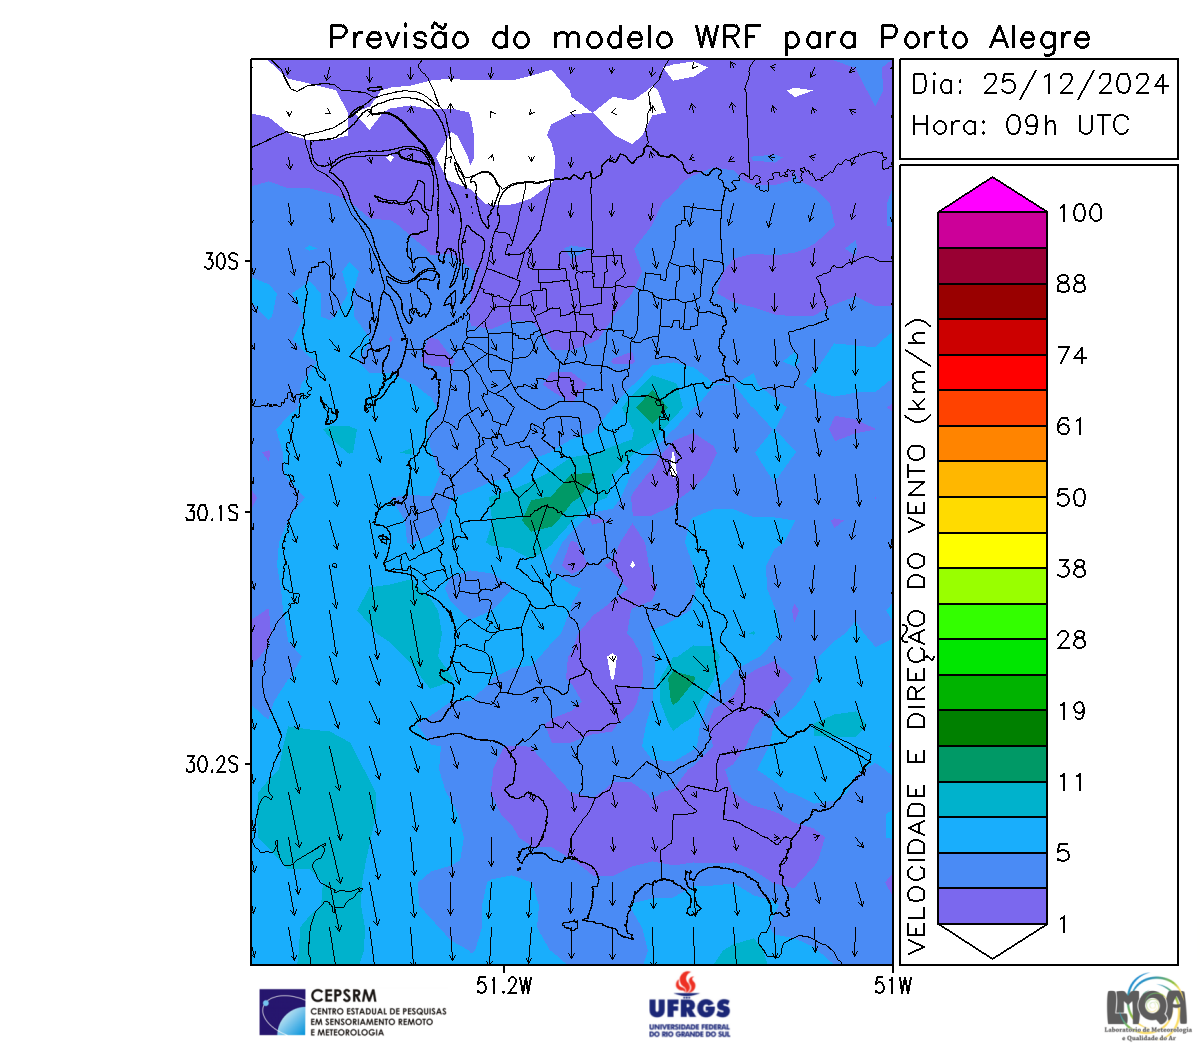 Previsão do modelo WRF para Porto Alegre
Dia: 25/12/2024
Hora: 09h UTC
30S
30.1S
30.2S
51.2W
51W
VELOCIDADE E DIREÇÃO DO VENTO (km/h)
100
88
74
61
50
38
28
19
11
5
1
CEPSRM
CENTRO ESTADUAL DE PESQUISAS
EM SENSORIAMENTO REMOTO
E METEOROLOGIA
UFRGS
UNIVERSIDADE FEDERAL
DO RIO GRANDE DO SUL
LMQA
Laboratório de Meteorologia
e Qualidade do Ar